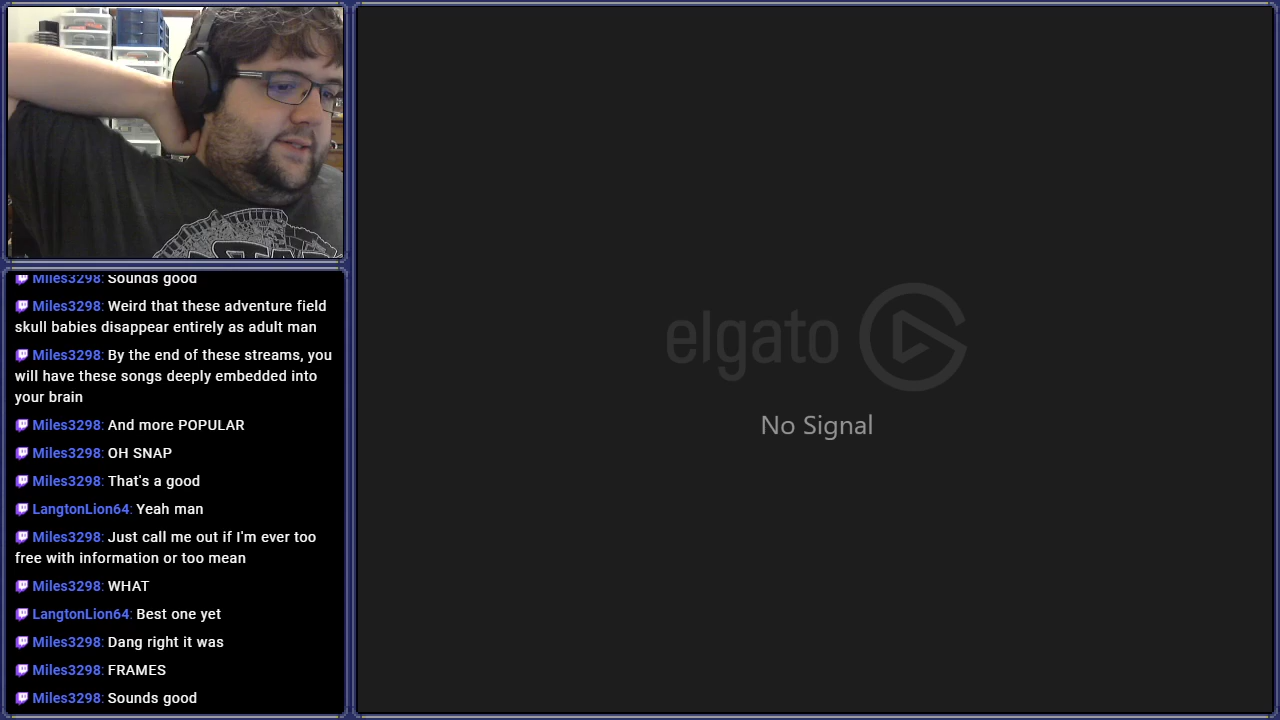 Miles3298: Sounds good
Miles3298: Weird that these adventure field
skull babies disappear entirely as adult man
Miles3298: By the end of these streams, you
will have these songs deeply embedded into
your brain
Miles3298: And more POPULAR
Miles3298: OH SNAP
Miles3298: That's a good
LangtonLion64: Yeah man
Miles3298: Just call me out if I'm ever too
free with information or too mean
Miles3298: WHAT
LangtonLion64: Best one yet
Miles3298: Dang right it was
Miles3298: FRAMES
Miles3298: Sounds good
elgato
No Signal